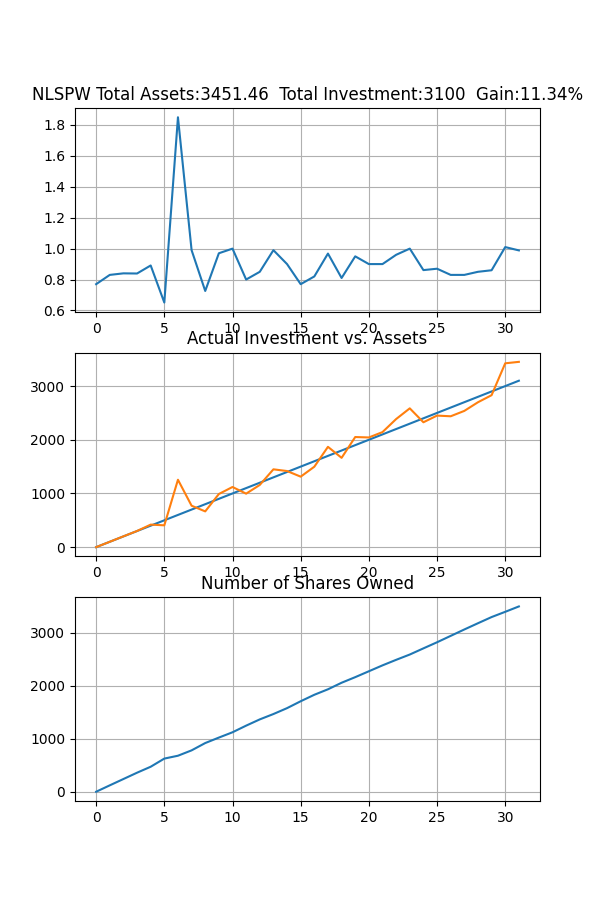 NLSPW Total Assets:3451.46  Total Investment:3100  Gain:11.34%
1.8
1.6
1.4
1.2
1.0
0.8
0.6
0 5 10 15 20 25 30
Actual Investment vs. Assets
3000
2000
1000
0
0 5 10 15 20 25 30
Number of Shares Owned
3000
2000
1000
0
0 5 10 15 20 25 30